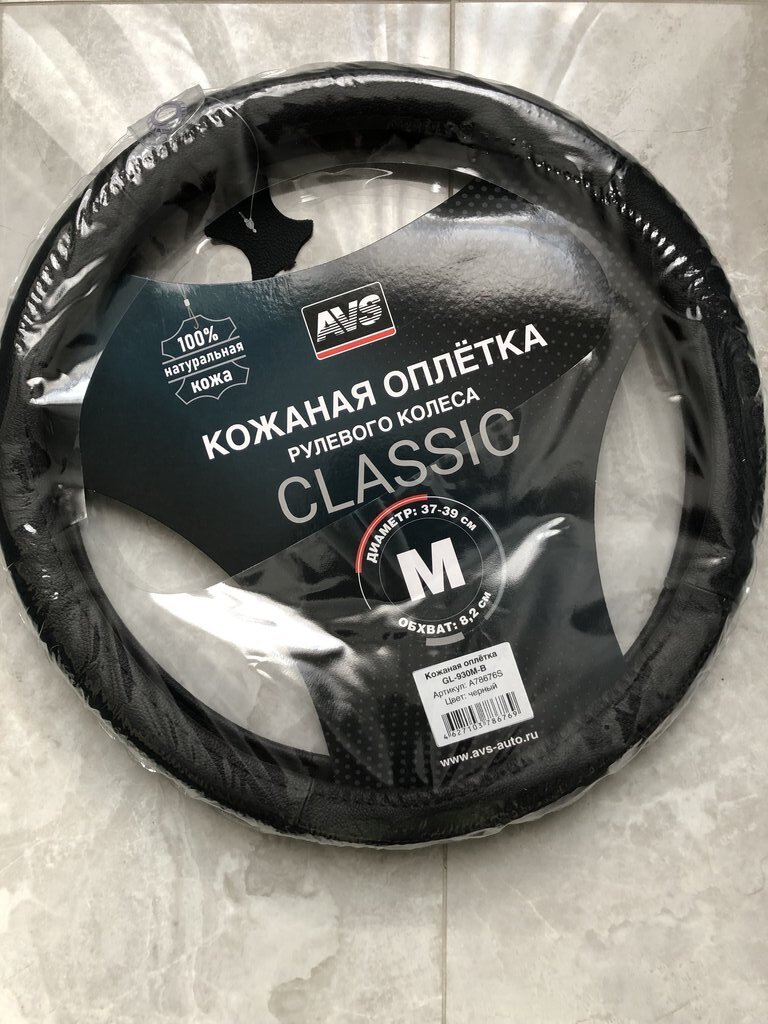 100%
натуральная
кожа
AVS
КОЖАНАЯ ОПЛЁТКА
РУЛЕВОГО КОЛЕСА
CLASSIC
ДИАМЕТР: 37-39 см
M
ОБХВАТ: 8,2 см
Кожаная оплётка
GL-930M-B
Артикул: A78676S
Цвет: черный
4627103786769
www.avs-auto.ru